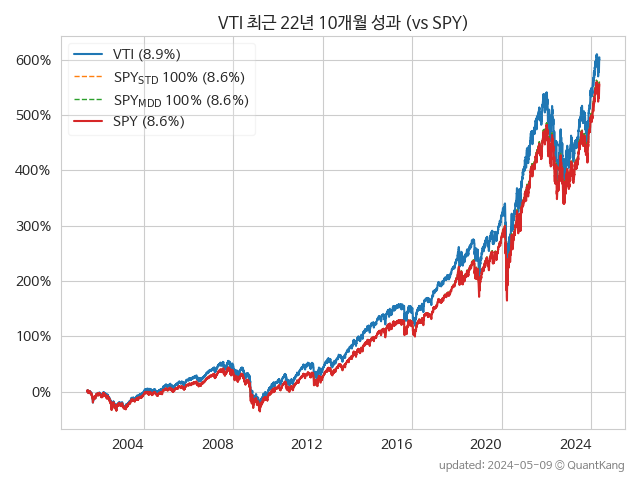 VTI 최근 22년 10개월 성과 (vs SPY)
VTI (8.9%)
SPY_STD 100% (8.6%)
SPY_MDD 100% (8.6%)
SPY (8.6%)
600%
500%
400%
300%
200%
100%
0%
2004 2008 2012 2016 2020 2024
updated: 2024-05-09 © QuantKang